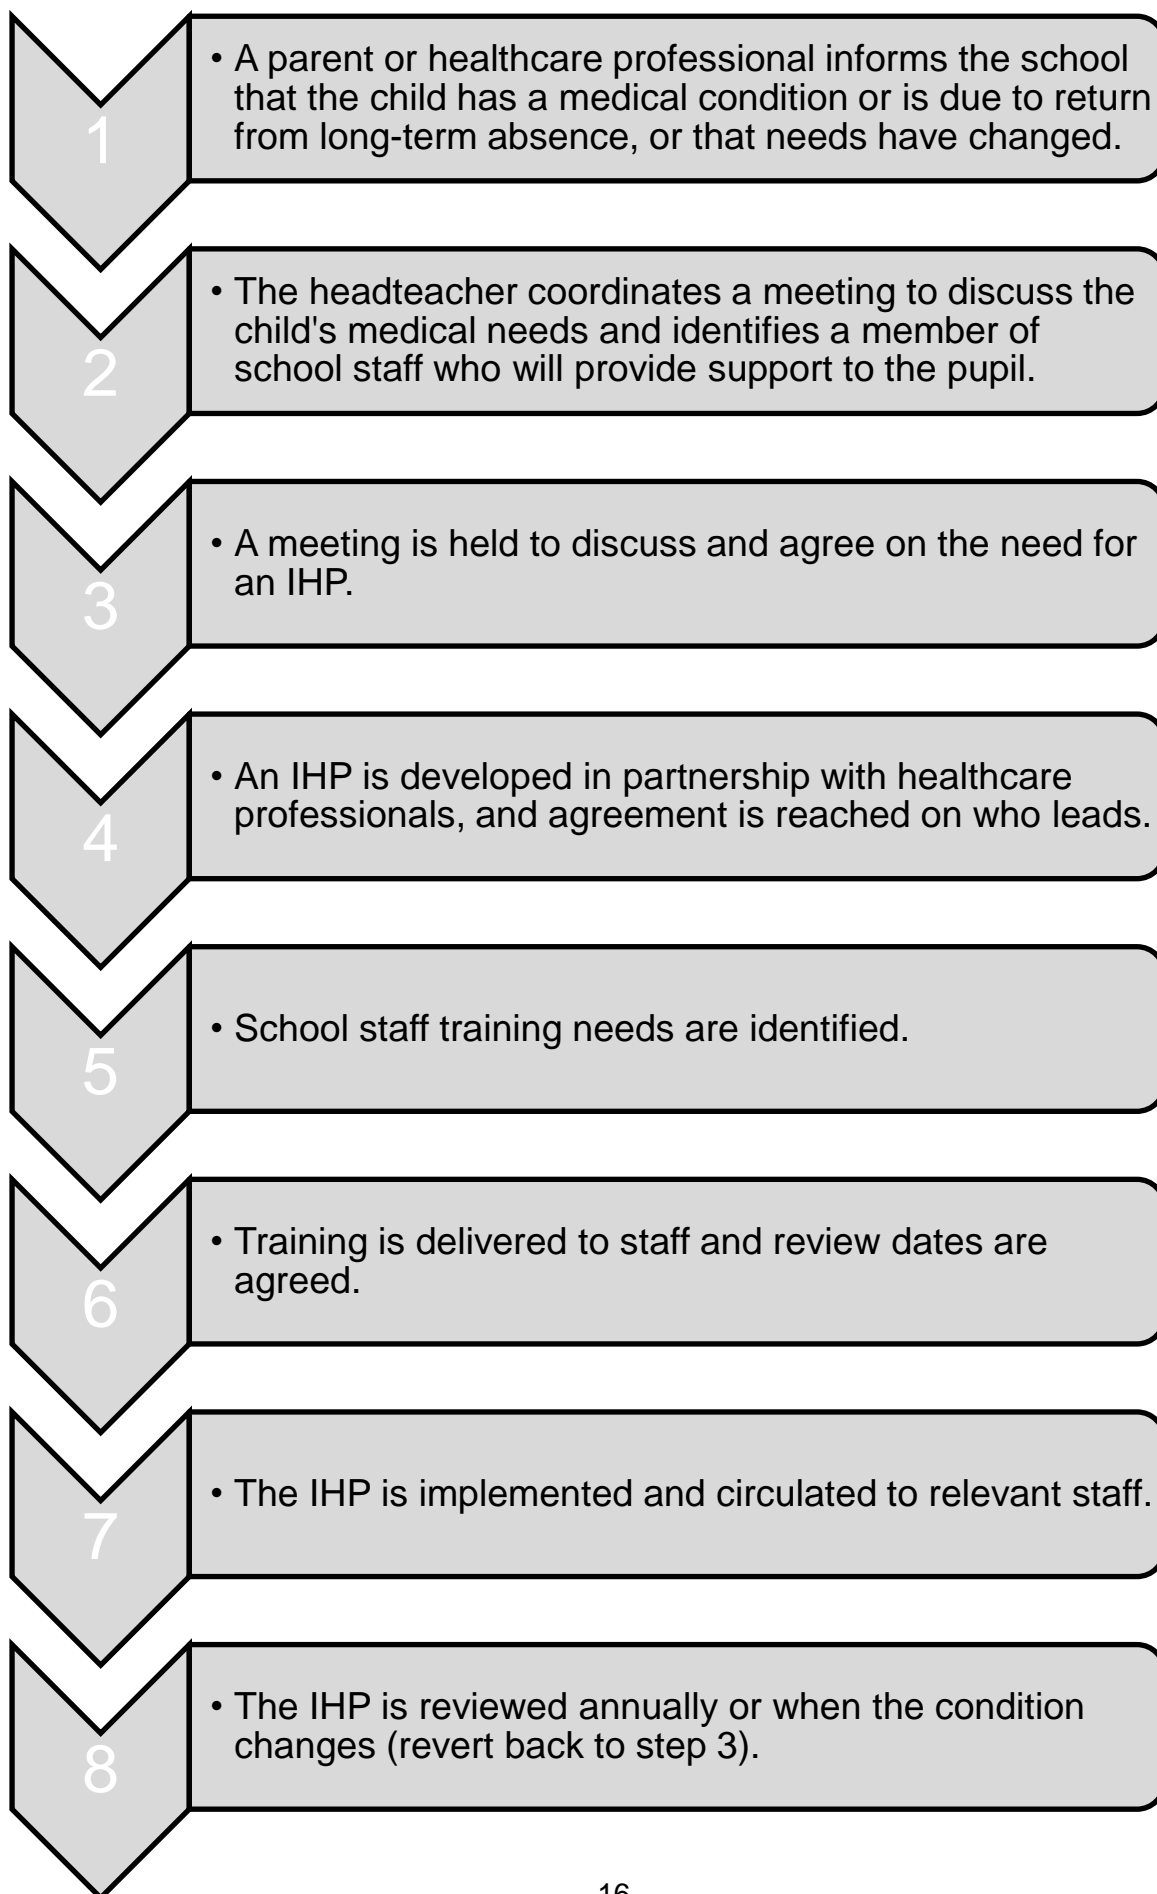 1
• A parent or healthcare professional informs the school
that the child has a medical condition or is due to return
from long-term absence, or that needs have changed.
2
• The headteacher coordinates a meeting to discuss the
child's medical needs and identifies a member of
school staff who will provide support to the pupil.
3
• A meeting is held to discuss and agree on the need for
an IHP.
4
• An IHP is developed in partnership with healthcare
professionals, and agreement is reached on who leads.
5
• School staff training needs are identified.
6
• Training is delivered to staff and review dates are
agreed.
7
• The IHP is implemented and circulated to relevant staff.
8
• The IHP is reviewed annually or when the condition
changes (revert back to step 3).
16